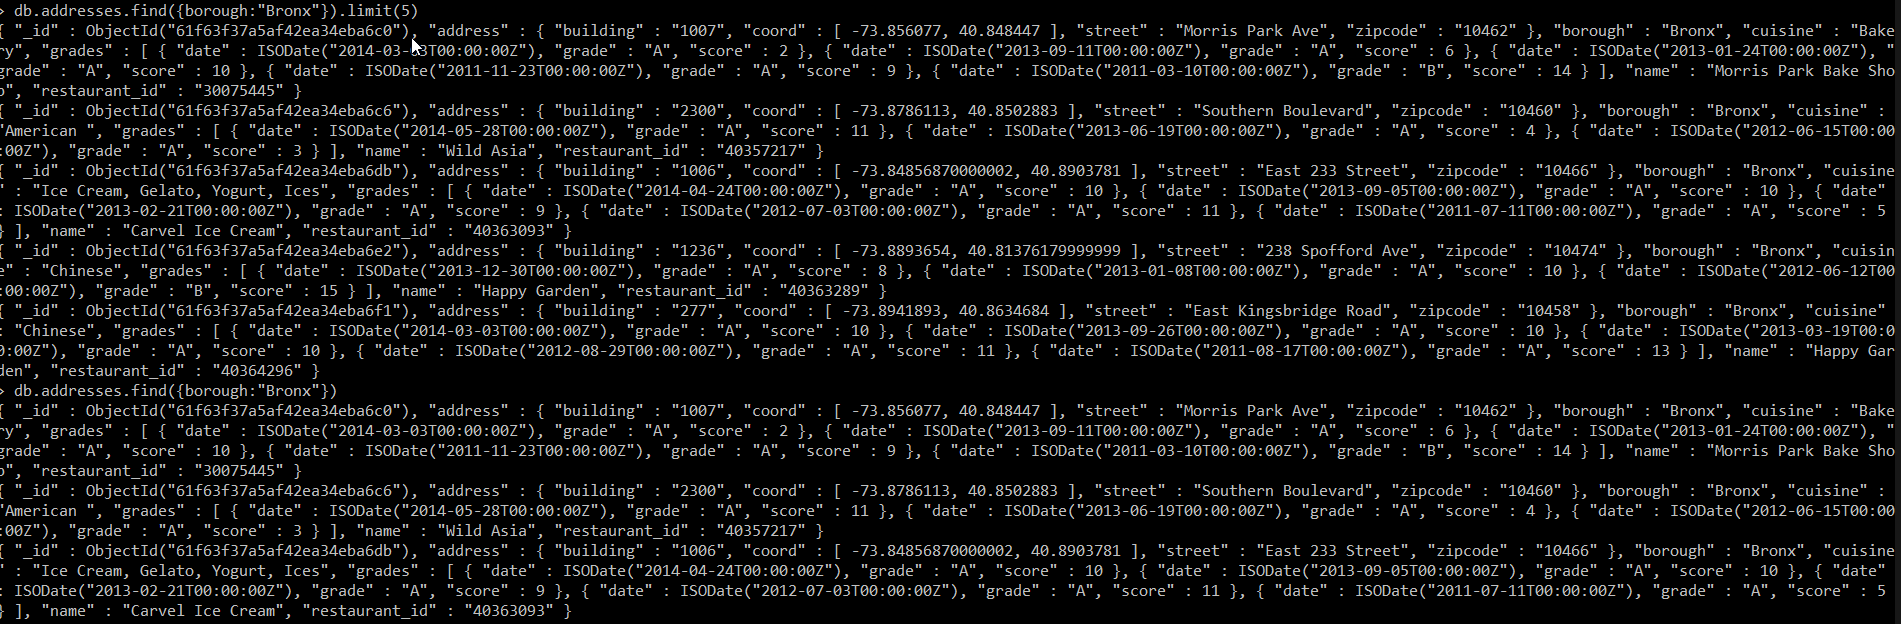 > db.addresses.find({borough:"Bronx"}).limit(5)
{ "_id" : ObjectId("61f63f37a5af42ea34eba6c0"), "address" : { "building" : "1007", "coord" : [ -73.856077, 40.848447 ], "street" : "Morris Park Ave", "zipcode" : "10462" }, "borough" : "Bronx", "cuisine" : "Bake
ry", "grades" : [ { "date" : ISODate("2014-03-03T00:00:00Z"), "grade" : "A", "score" : 2 }, { "date" : ISODate("2013-09-11T00:00:00Z"), "grade" : "A", "score" : 6 }, { "date" : ISODate("2013-01-24T00:00:00Z"), "
grade" : "A", "score" : 10 }, { "date" : ISODate("2011-11-23T00:00:00Z"), "grade" : "A", "score" : 9 }, { "date" : ISODate("2011-03-10T00:00:00Z"), "grade" : "B", "score" : 14 } ], "name" : "Morris Park Bake Sho
p", "restaurant_id" : "30075445" }
{ "_id" : ObjectId("61f63f37a5af42ea34eba6c6"), "address" : { "building" : "2300", "coord" : [ -73.8786113, 40.8502883 ], "street" : "Southern Boulevard", "zipcode" : "10460" }, "borough" : "Bronx", "cuisine" :
"American ", "grades" : [ { "date" : ISODate("2014-05-28T00:00:00Z"), "grade" : "A", "score" : 11 }, { "date" : ISODate("2013-06-19T00:00:00Z"), "grade" : "A", "score" : 4 }, { "date" : ISODate("2012-06-15T00:00
:00Z"), "grade" : "A", "score" : 3 } ], "name" : "Wild Asia", "restaurant_id" : "40357217" }
{ "_id" : ObjectId("61f63f37a5af42ea34eba6db"), "address" : { "building" : "1006", "coord" : [ -73.84856870000002, 40.8903781 ], "street" : "East 233 Street", "zipcode" : "10466" }, "borough" : "Bronx", "cuisine
" : "Ice Cream, Gelato, Yogurt, Ices", "grades" : [ { "date" : ISODate("2014-04-24T00:00:00Z"), "grade" : "A", "score" : 10 }, { "date" : ISODate("2013-09-05T00:00:00Z"), "grade" : "A", "score" : 10 }, { "date"
: ISODate("2013-02-21T00:00:00Z"), "grade" : "A", "score" : 9 }, { "date" : ISODate("2012-07-03T00:00:00Z"), "grade" : "A", "score" : 11 }, { "date" : ISODate("2011-07-11T00:00:00Z"), "grade" : "A", "score" : 5
} ], "name" : "Carvel Ice Cream", "restaurant_id" : "40363093" }
{ "_id" : ObjectId("61f63f37a5af42ea34eba6e2"), "address" : { "building" : "1236", "coord" : [ -73.8893654, 40.81376179999999 ], "street" : "238 Spofford Ave", "zipcode" : "10474" }, "borough" : "Bronx", "cuisin
e" : "Chinese", "grades" : [ { "date" : ISODate("2013-12-30T00:00:00Z"), "grade" : "A", "score" : 8 }, { "date" : ISODate("2013-01-08T00:00:00Z"), "grade" : "A", "score" : 10 }, { "date" : ISODate("2012-06-12T00
:00:00Z"), "grade" : "B", "score" : 15 } ], "name" : "Happy Garden", "restaurant_id" : "40363289" }
{ "_id" : ObjectId("61f63f37a5af42ea34eba6f1"), "address" : { "building" : "277", "coord" : [ -73.8941893, 40.8634684 ], "street" : "East Kingsbridge Road", "zipcode" : "10458" }, "borough" : "Bronx", "cuisine"
: "Chinese", "grades" : [ { "date" : ISODate("2014-03-03T00:00:00Z"), "grade" : "A", "score" : 10 }, { "date" : ISODate("2013-09-26T00:00:00Z"), "grade" : "A", "score" : 10 }, { "date" : ISODate("2013-03-19T00:0
0:00Z"), "grade" : "A", "score" : 10 }, { "date" : ISODate("2012-08-29T00:00:00Z"), "grade" : "A", "score" : 11 }, { "date" : ISODate("2011-08-17T00:00:00Z"), "grade" : "A", "score" : 13 } ], "name" : "Happy Gar
den", "restaurant_id" : "40364296" }
> db.addresses.find({borough:"Bronx"})
{ "_id" : ObjectId("61f63f37a5af42ea34eba6c0"), "address" : { "building" : "1007", "coord" : [ -73.856077, 40.848447 ], "street" : "Morris Park Ave", "zipcode" : "10462" }, "borough" : "Bronx", "cuisine" : "Bake
ry", "grades" : [ { "date" : ISODate("2014-03-03T00:00:00Z"), "grade" : "A", "score" : 2 }, { "date" : ISODate("2013-09-11T00:00:00Z"), "grade" : "A", "score" : 6 }, { "date" : ISODate("2013-01-24T00:00:00Z"), "
grade" : "A", "score" : 10 }, { "date" : ISODate("2011-11-23T00:00:00Z"), "grade" : "A", "score" : 9 }, { "date" : ISODate("2011-03-10T00:00:00Z"), "grade" : "B", "score" : 14 } ], "name" : "Morris Park Bake Sho
p", "restaurant_id" : "30075445" }
{ "_id" : ObjectId("61f63f37a5af42ea34eba6c6"), "address" : { "building" : "2300", "coord" : [ -73.8786113, 40.8502883 ], "street" : "Southern Boulevard", "zipcode" : "10460" }, "borough" : "Bronx", "cuisine" :
"American ", "grades" : [ { "date" : ISODate("2014-05-28T00:00:00Z"), "grade" : "A", "score" : 11 }, { "date" : ISODate("2013-06-19T00:00:00Z"), "grade" : "A", "score" : 4 }, { "date" : ISODate("2012-06-15T00:00
:00Z"), "grade" : "A", "score" : 3 } ], "name" : "Wild Asia", "restaurant_id" : "40357217" }
{ "_id" : ObjectId("61f63f37a5af42ea34eba6db"), "address" : { "building" : "1006", "coord" : [ -73.84856870000002, 40.8903781 ], "street" : "East 233 Street", "zipcode" : "10466" }, "borough" : "Bronx", "cuisine
" : "Ice Cream, Gelato, Yogurt, Ices", "grades" : [ { "date" : ISODate("2014-04-24T00:00:00Z"), "grade" : "A", "score" : 10 }, { "date" : ISODate("2013-09-05T00:00:00Z"), "grade" : "A", "score" : 10 }, { "date"
: ISODate("2013-02-21T00:00:00Z"), "grade" : "A", "score" : 9 }, { "date" : ISODate("2012-07-03T00:00:00Z"), "grade" : "A", "score" : 11 }, { "date" : ISODate("2011-07-11T00:00:00Z"), "grade" : "A", "score" : 5
} ], "name" : "Carvel Ice Cream", "restaurant_id" : "40363093" }